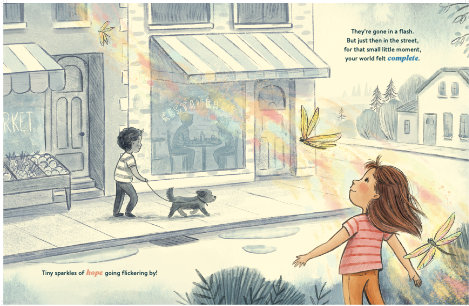 They're gone in a flash.
But just then in the street,
for that small little moment,
your world felt complete.
RKET
Tiny sparkles of hope going flickering by!